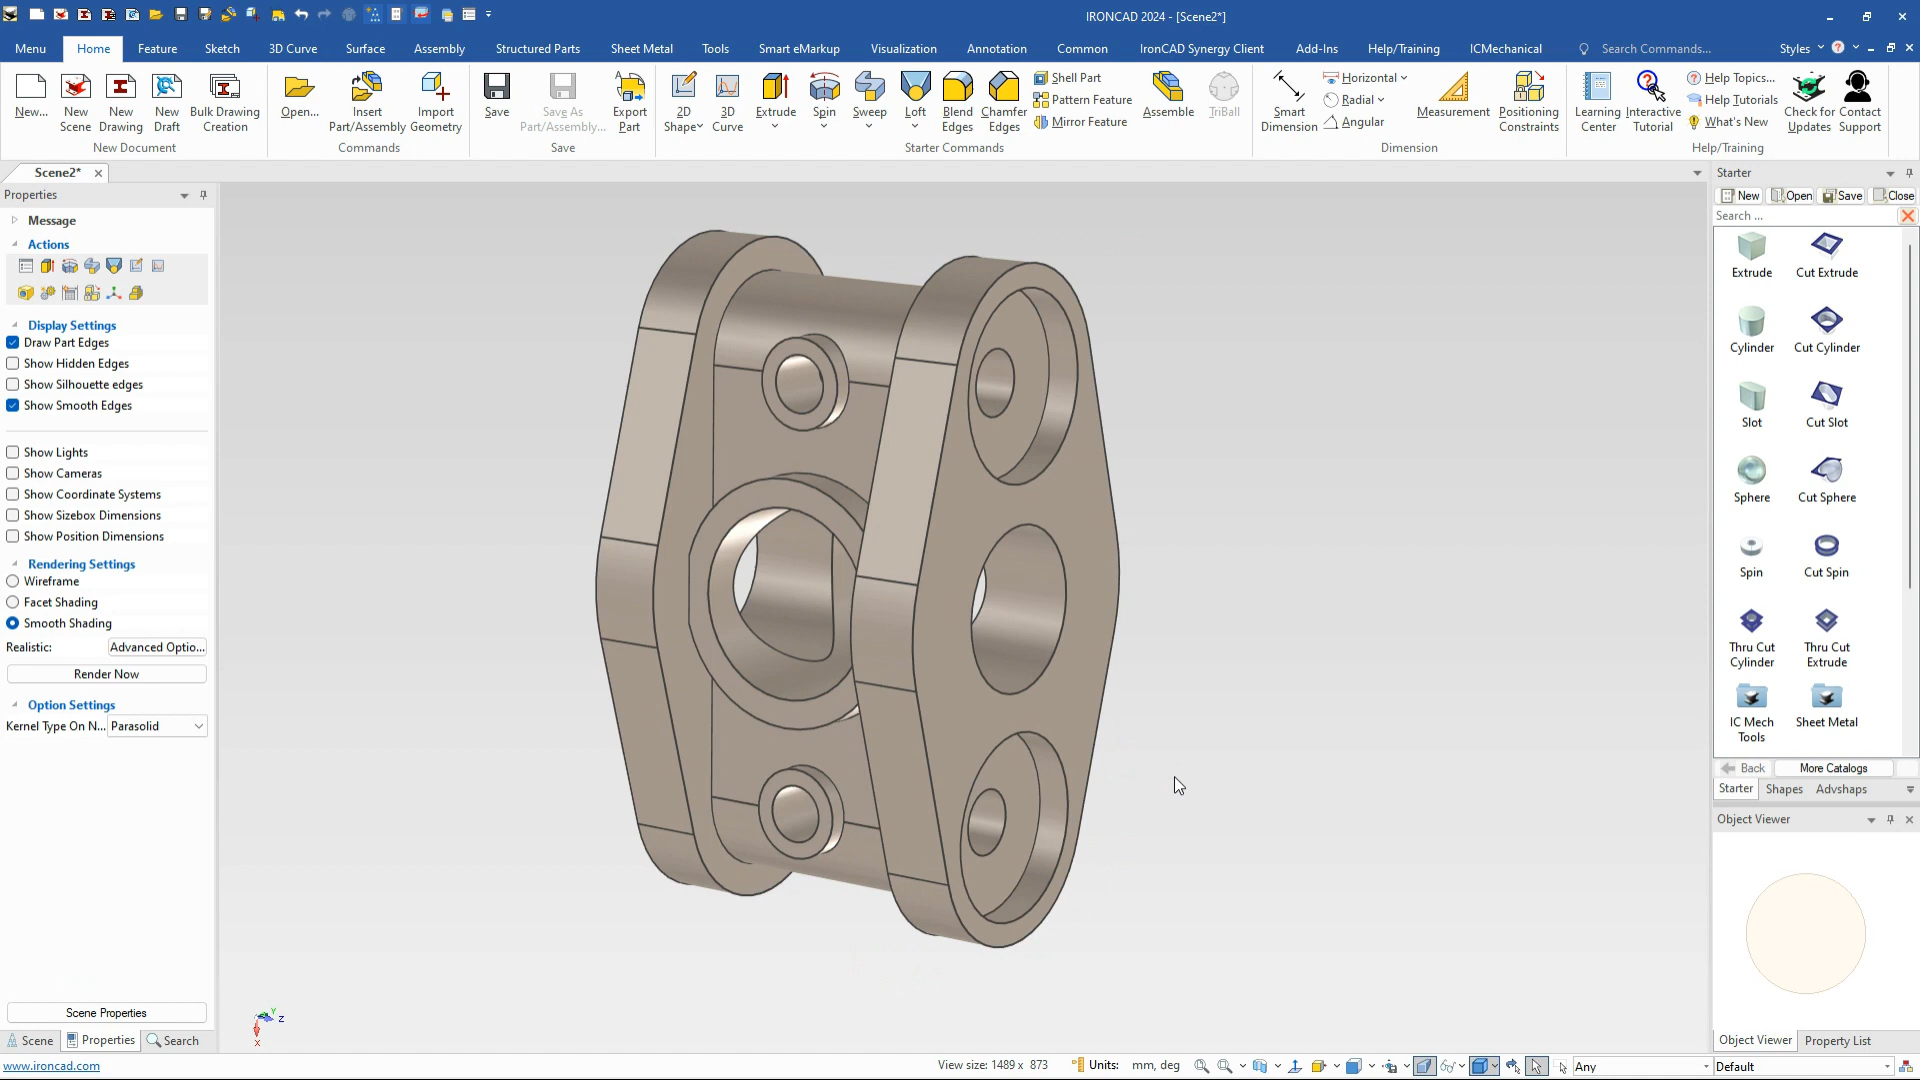 IRONCAD 2024 - [Scene2*]
Menu Home Feature Sketch 3D Curve Surface Assembly Structured Parts Sheet Metal Tools Smart eMarkup Visualization Annotation Common IronCAD Synergy Client Add-Ins Help/Training ICMechanical Search Commands... Styles
New... New Scene New Drawing New Draft Bulk Drawing Creation
New Document
Open... Insert Part/Assembly Import Geometry
Commands
Save Save As Part/Assembly... Export Part
Save
2D Shape 3D Curve Extrude Spin Sweep Loft Blend Edges Chamfer Edges
Shell Part
Pattern Feature
Mirror Feature
Assemble TriBall
Starter Commands
Smart Dimension
Horizontal
Radial
Angular
Measurement Positioning Constraints
Dimension
Learning Center Interactive Tutorial
Help Topics...
Help Tutorials
What's New
Check for Updates Contact Support
Help/Training
Scene2*
Properties
Message
Actions
Display Settings
Draw Part Edges
Show Hidden Edges
Show Silhouette edges
Show Smooth Edges
Show Lights
Show Cameras
Show Coordinate Systems
Show Sizebox Dimensions
Show Position Dimensions
Rendering Settings
Wireframe
Facet Shading
Smooth Shading
Realistic: Advanced Optio...
Render Now
Option Settings
Kernel Type On N... Parasolid
Scene Properties
Scene Properties Search
Y
Z
X
Starter
New Open Save Close
Search ...
Extrude Cut Extrude
Cylinder Cut Cylinder
Slot Cut Slot
Sphere Cut Sphere
Spin Cut Spin
Thru Cut Cylinder Thru Cut Extrude
IC Mech Tools Sheet Metal
Back More Catalogs
Starter Shapes Advshaps
Object Viewer
Object Viewer Property List
www.ironcad.com View size: 1489 x 873 Units: mm, deg Any Default